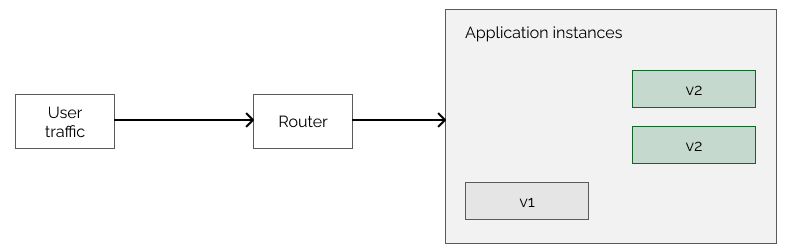 User
traffic
Router
Application instances
v2
v2
v1